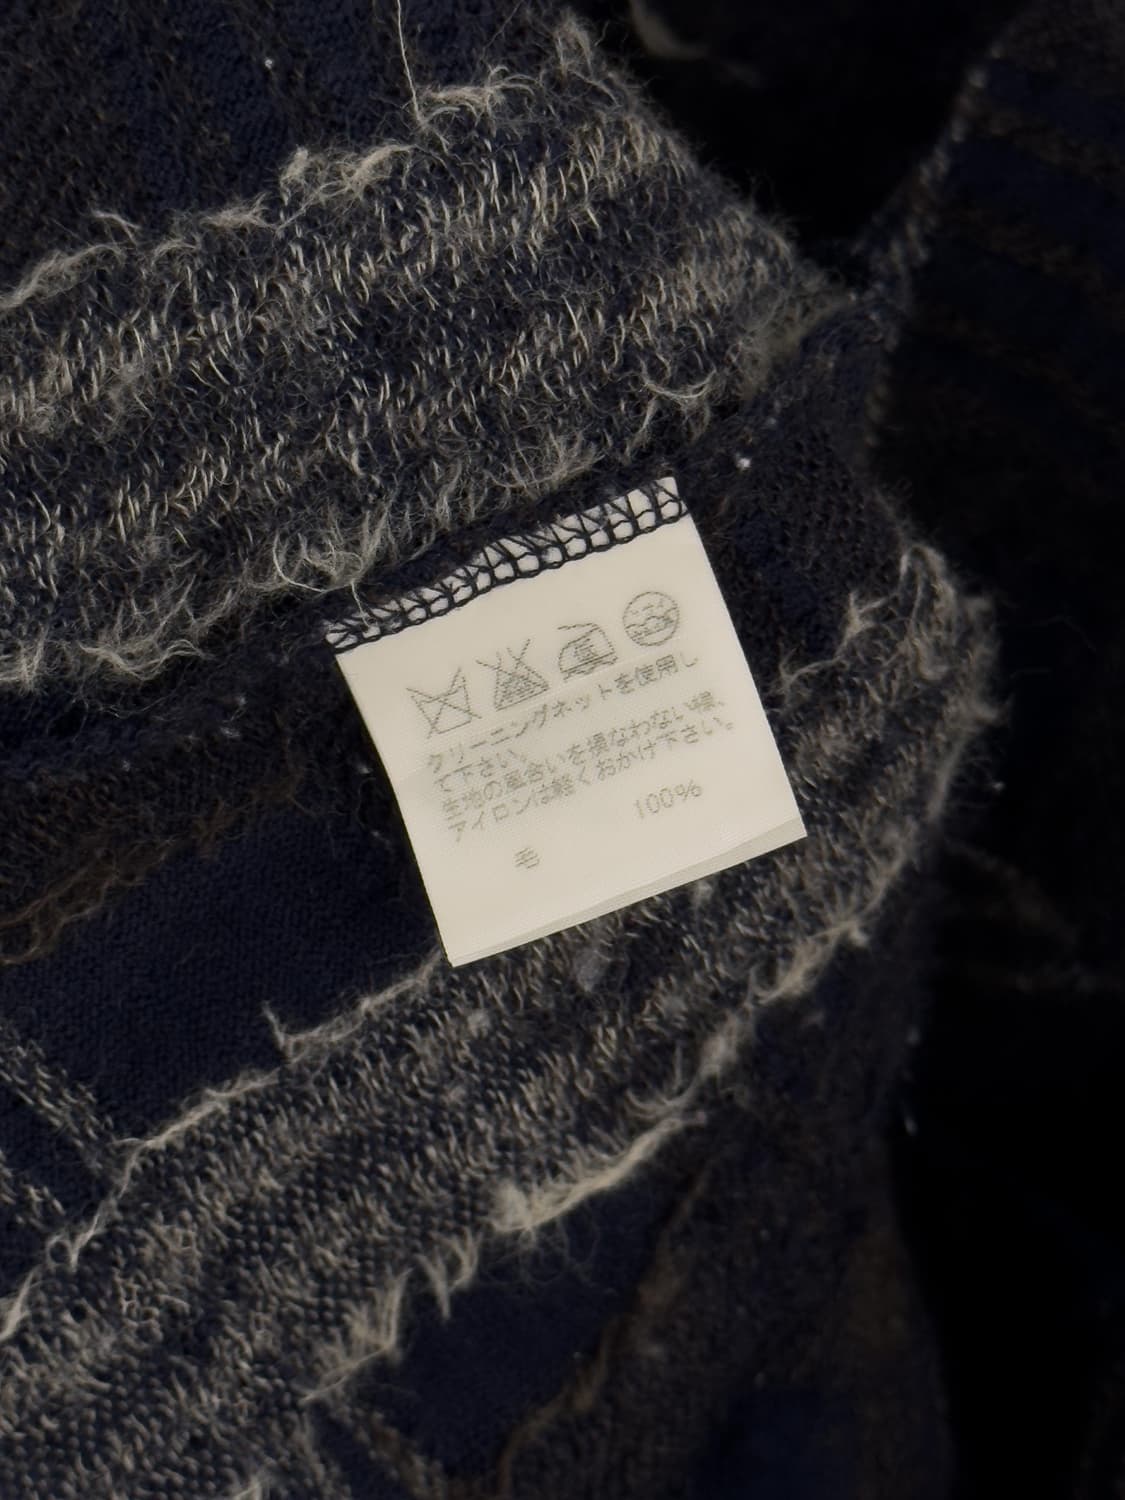 クリーニングネットを使用し
て下さい。
生地の風合いを損なわない様、
アイロンは軽くおかけ下さい。
毛 100%